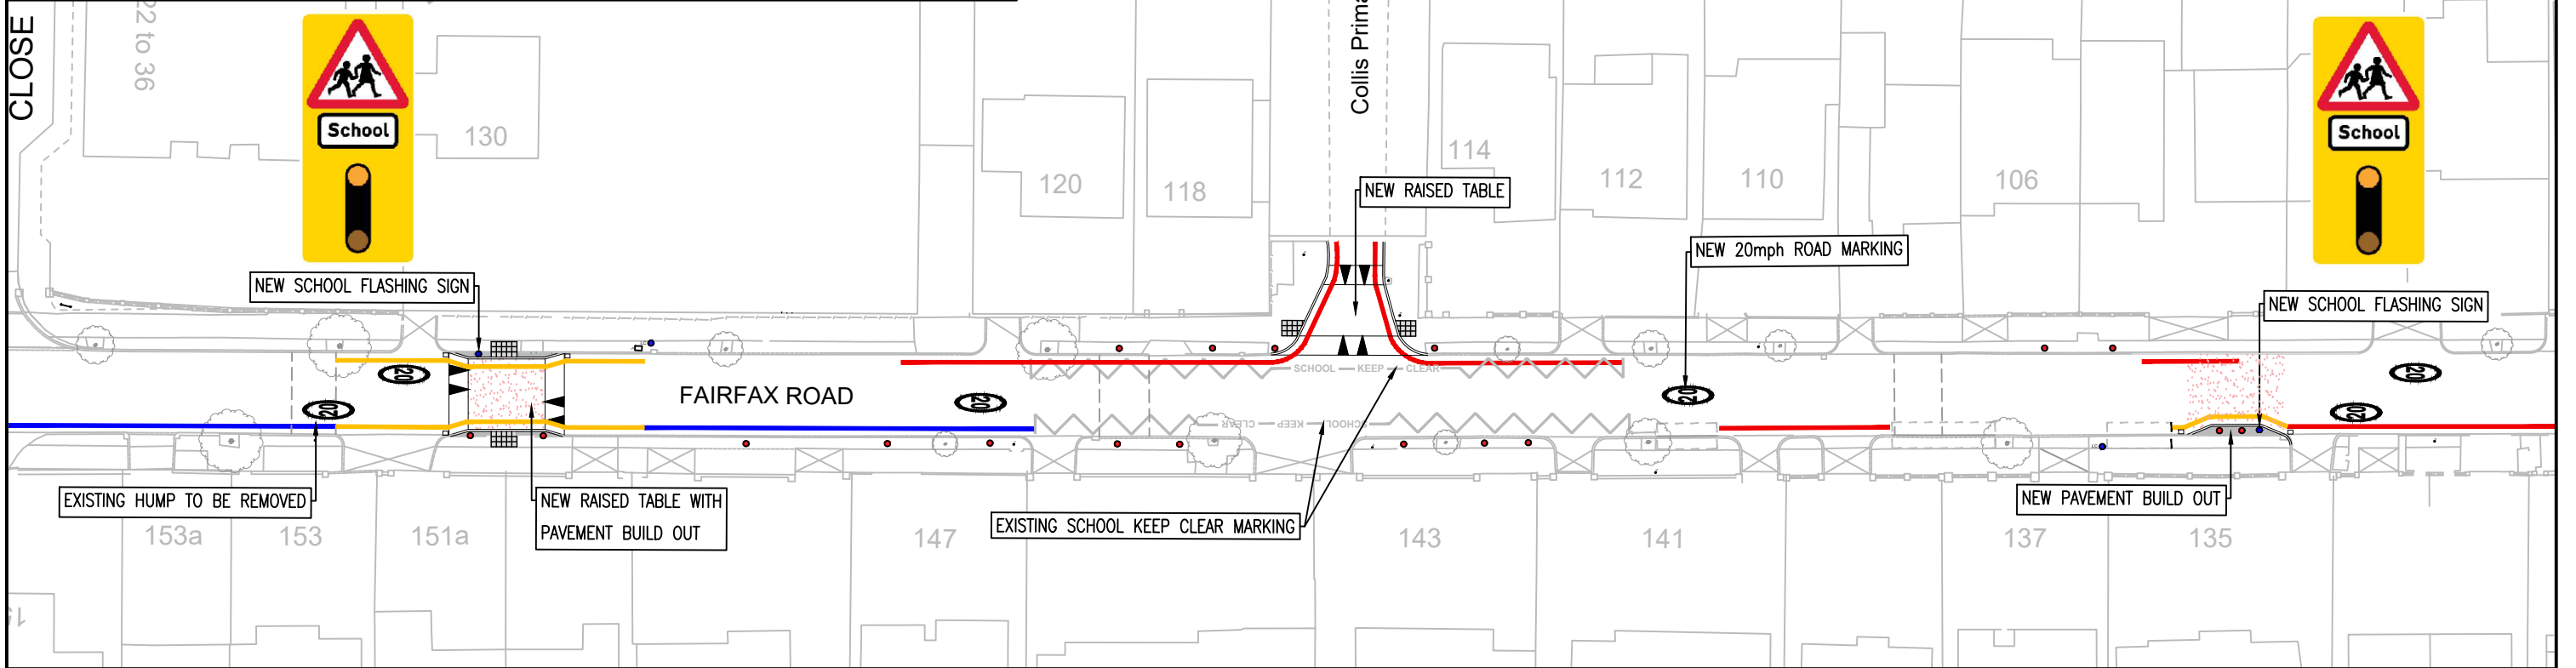 CLOSE
22 to 36
School
130
120
118
Collis Prima
114
112
110
106
School
NEW RAISED TABLE
NEW 20mph ROAD MARKING
NEW SCHOOL FLASHING SIGN
NEW SCHOOL FLASHING SIGN
20
20
FAIRFAX ROAD
20
SCHOOL KEEP CLEAR
SCHOOL KEEP CLEAR
20
20
20
EXISTING HUMP TO BE REMOVED
NEW RAISED TABLE WITH
PAVEMENT BUILD OUT
EXISTING SCHOOL KEEP CLEAR MARKING
NEW PAVEMENT BUILD OUT
153a
153
151a
147
143
141
137
135